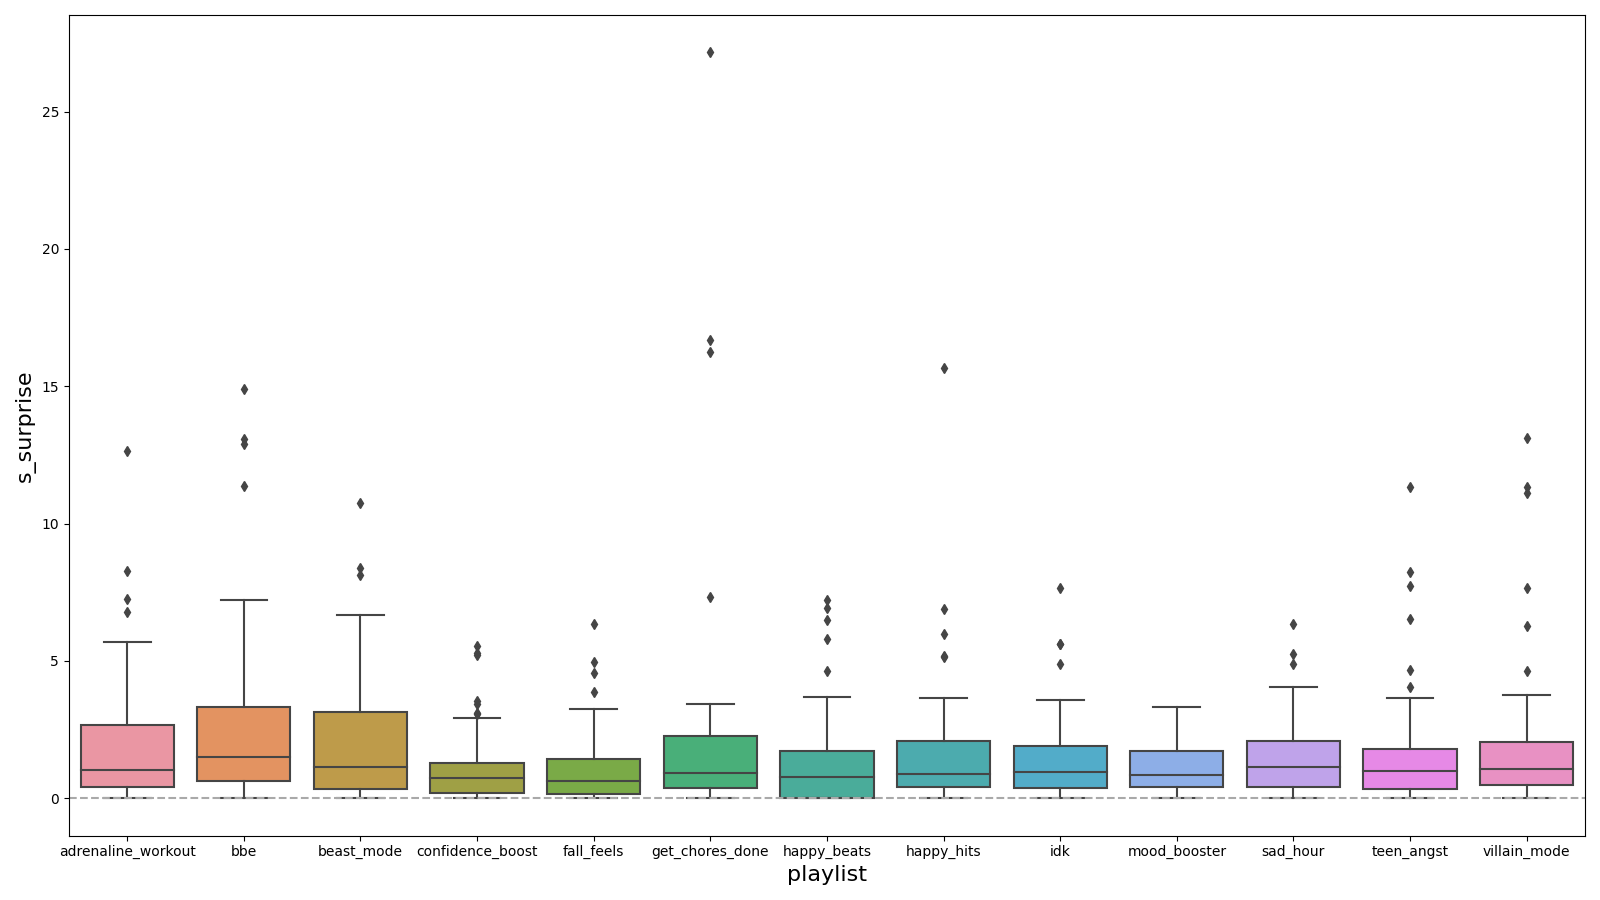 25
20
15
10
5
0
s_surprise
adrenaline_workout bbe beast_mode confidence_boost fall_feels get_chores_done happy_beats happy_hits idk mood_booster sad_hour teen_angst villain_mode
playlist